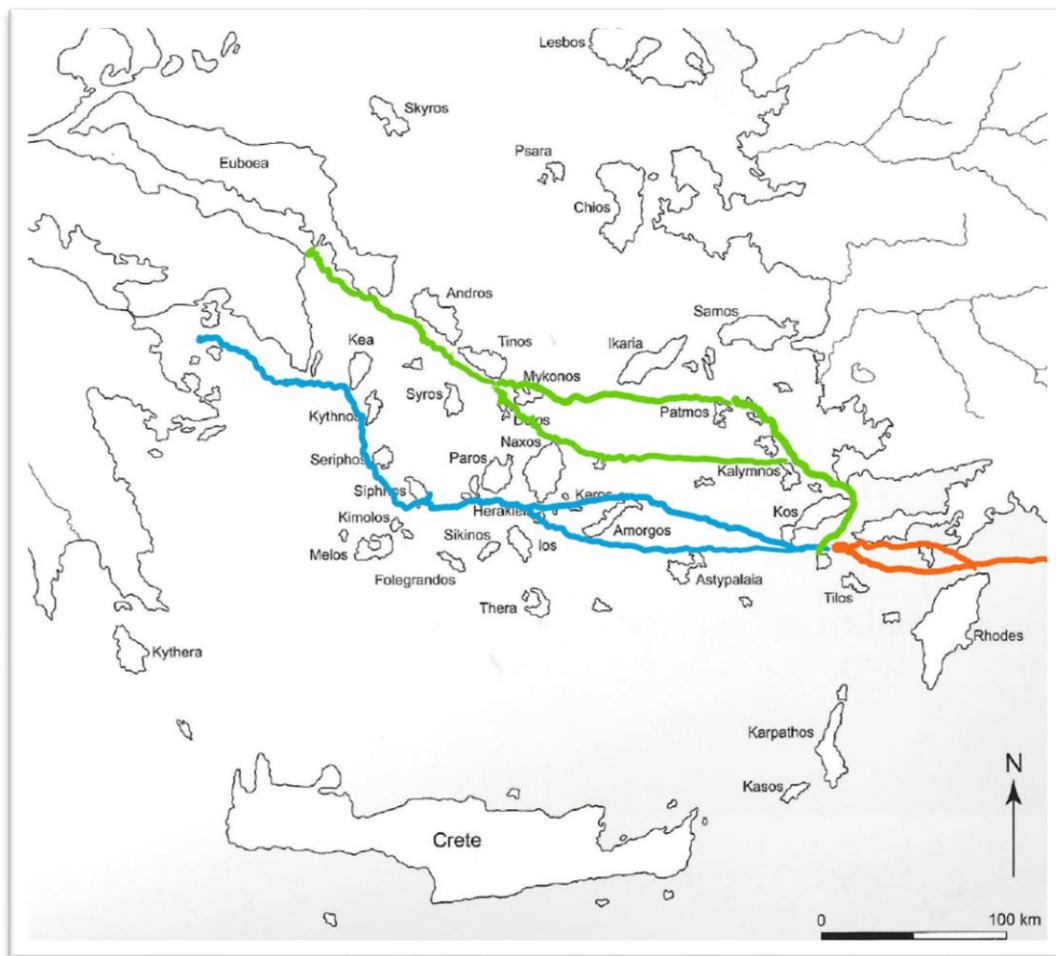 Lesbos
Skyros
Psara
Euboea
Chios
Andros
Samos
Tinos
Ikaria
Kea
Mykonos
Syros
Patmos
Kythnos
Delos
Naxos
Paros
Seriphos
Kalymnos
Siphnos
Keros
Kos
Kimolos
Amorgos
Sikinos
Ios
Melos
Folegrandos
Astypalaia
Tilos
Thera
Rhodes
Kythera
Karpathos
N
Kasos
Crete
0 100 km